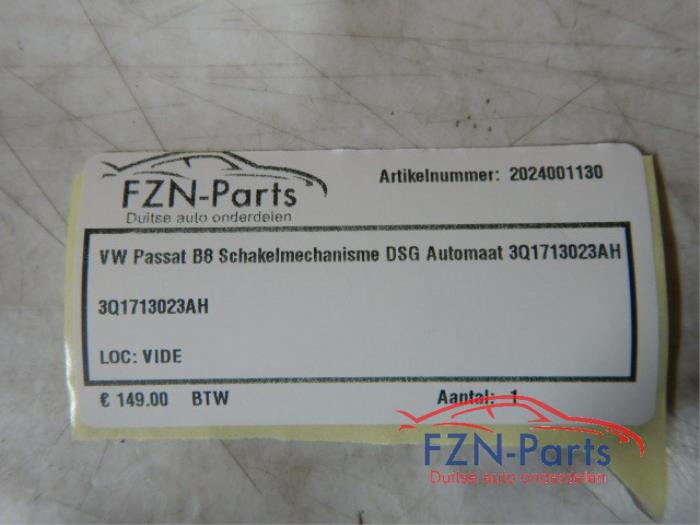 FZN-Parts
Duitse auto onderdelen
Artikelnummer: 2024001130
VW Passat B8 Schakelmechanisme DSG Automaat 3Q1713023AH
3Q1713023AH
LOC: VIDE
€ 149.00 BTW Aantal: 1
FZN-Parts
Duitse auto onderdelen